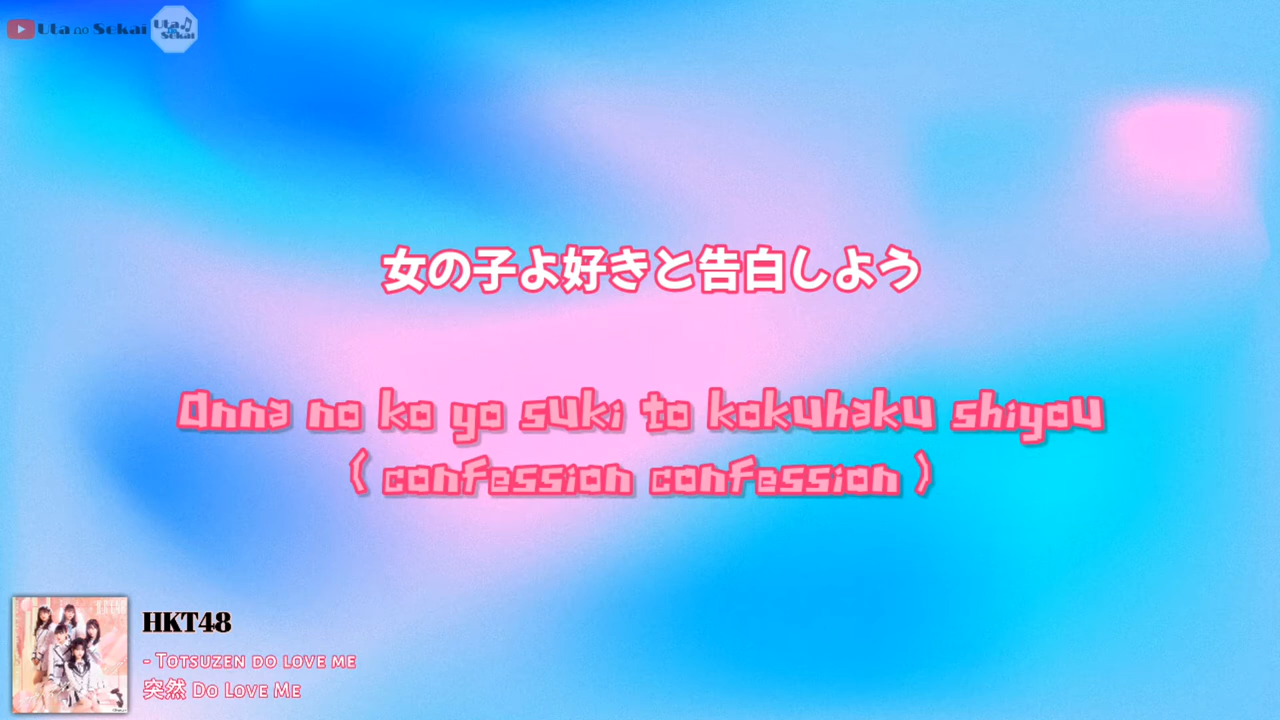 Uta no Sekai
Uta
no
Sekai
女の子よ好きと告白しよう
Onna no ko yo suki to kokuhaku shiyou
( confession confession )
HKT48
- Totsuzen do love me
突然 Do Love Me